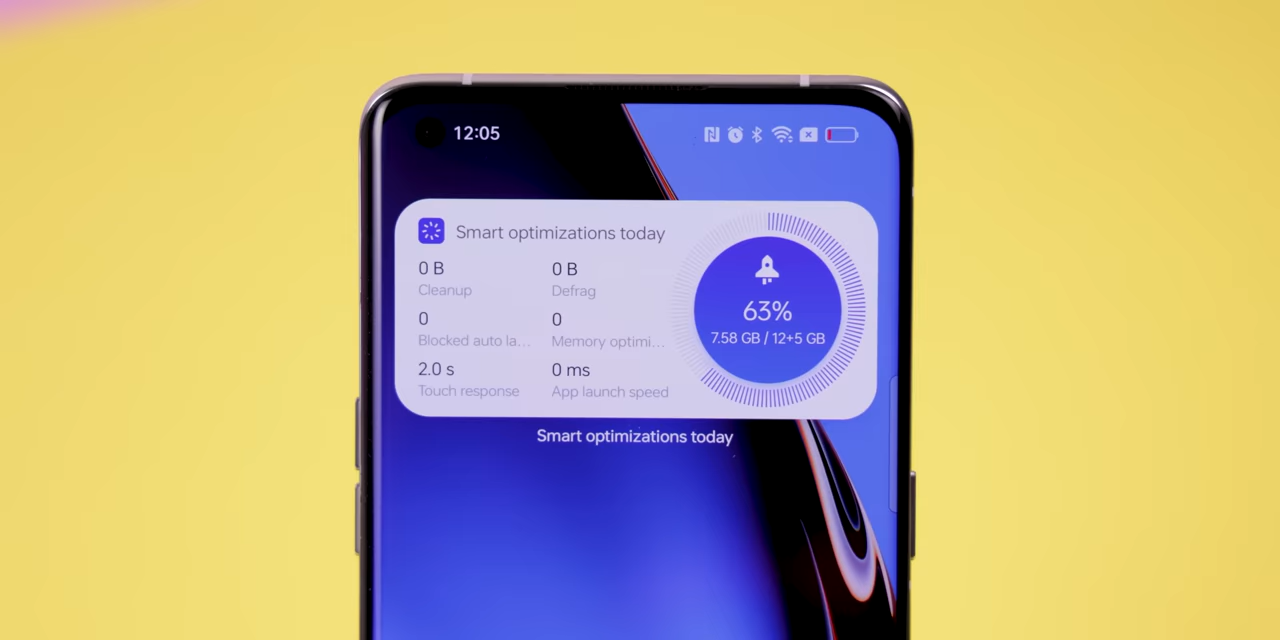 12:05
Smart optimizations today
0 B
0 B
Cleanup
Defrag
0
0
Blocked auto la...
Memory optimi...
2.0 s
0 ms
Touch response
App launch speed
63%
7.58 GB / 12+5 GB
Smart optimizations today